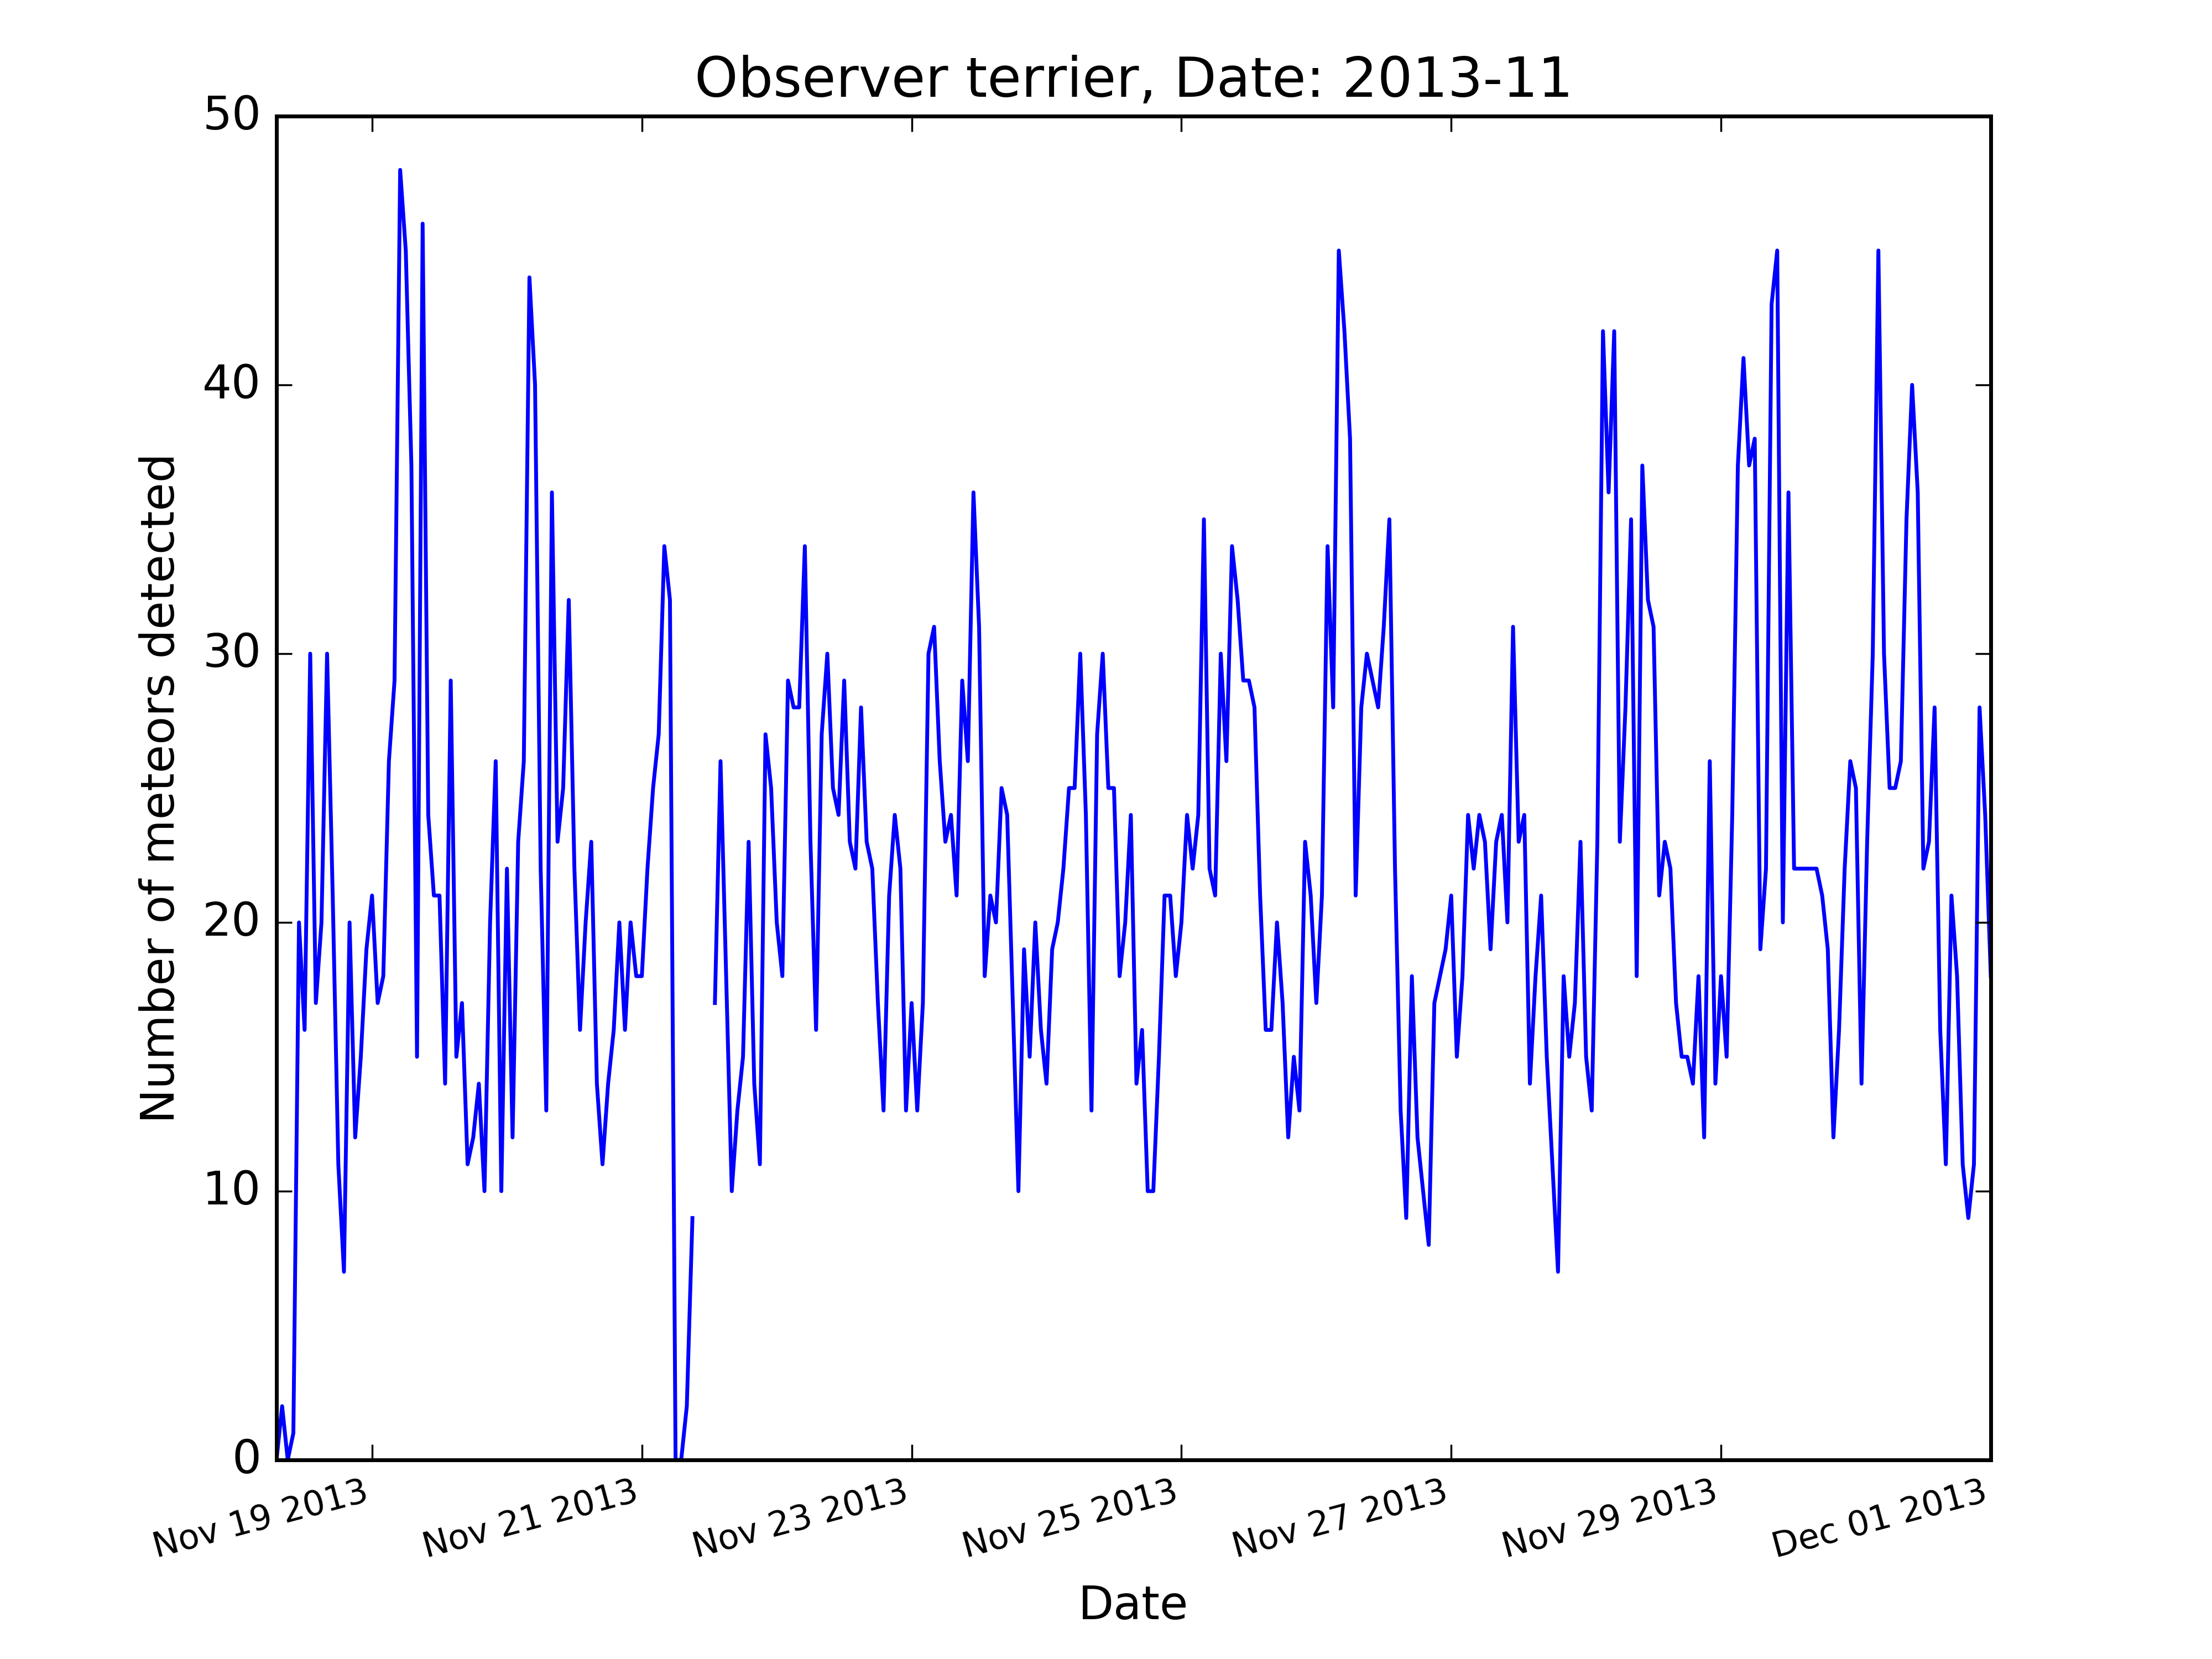 Observer terrier, Date: 2013-11
50
40
30
20
10
0
Number of meteors detected
Nov 19 2013
Nov 21 2013
Nov 23 2013
Nov 25 2013
Nov 27 2013
Nov 29 2013
Dec 01 2013
Date